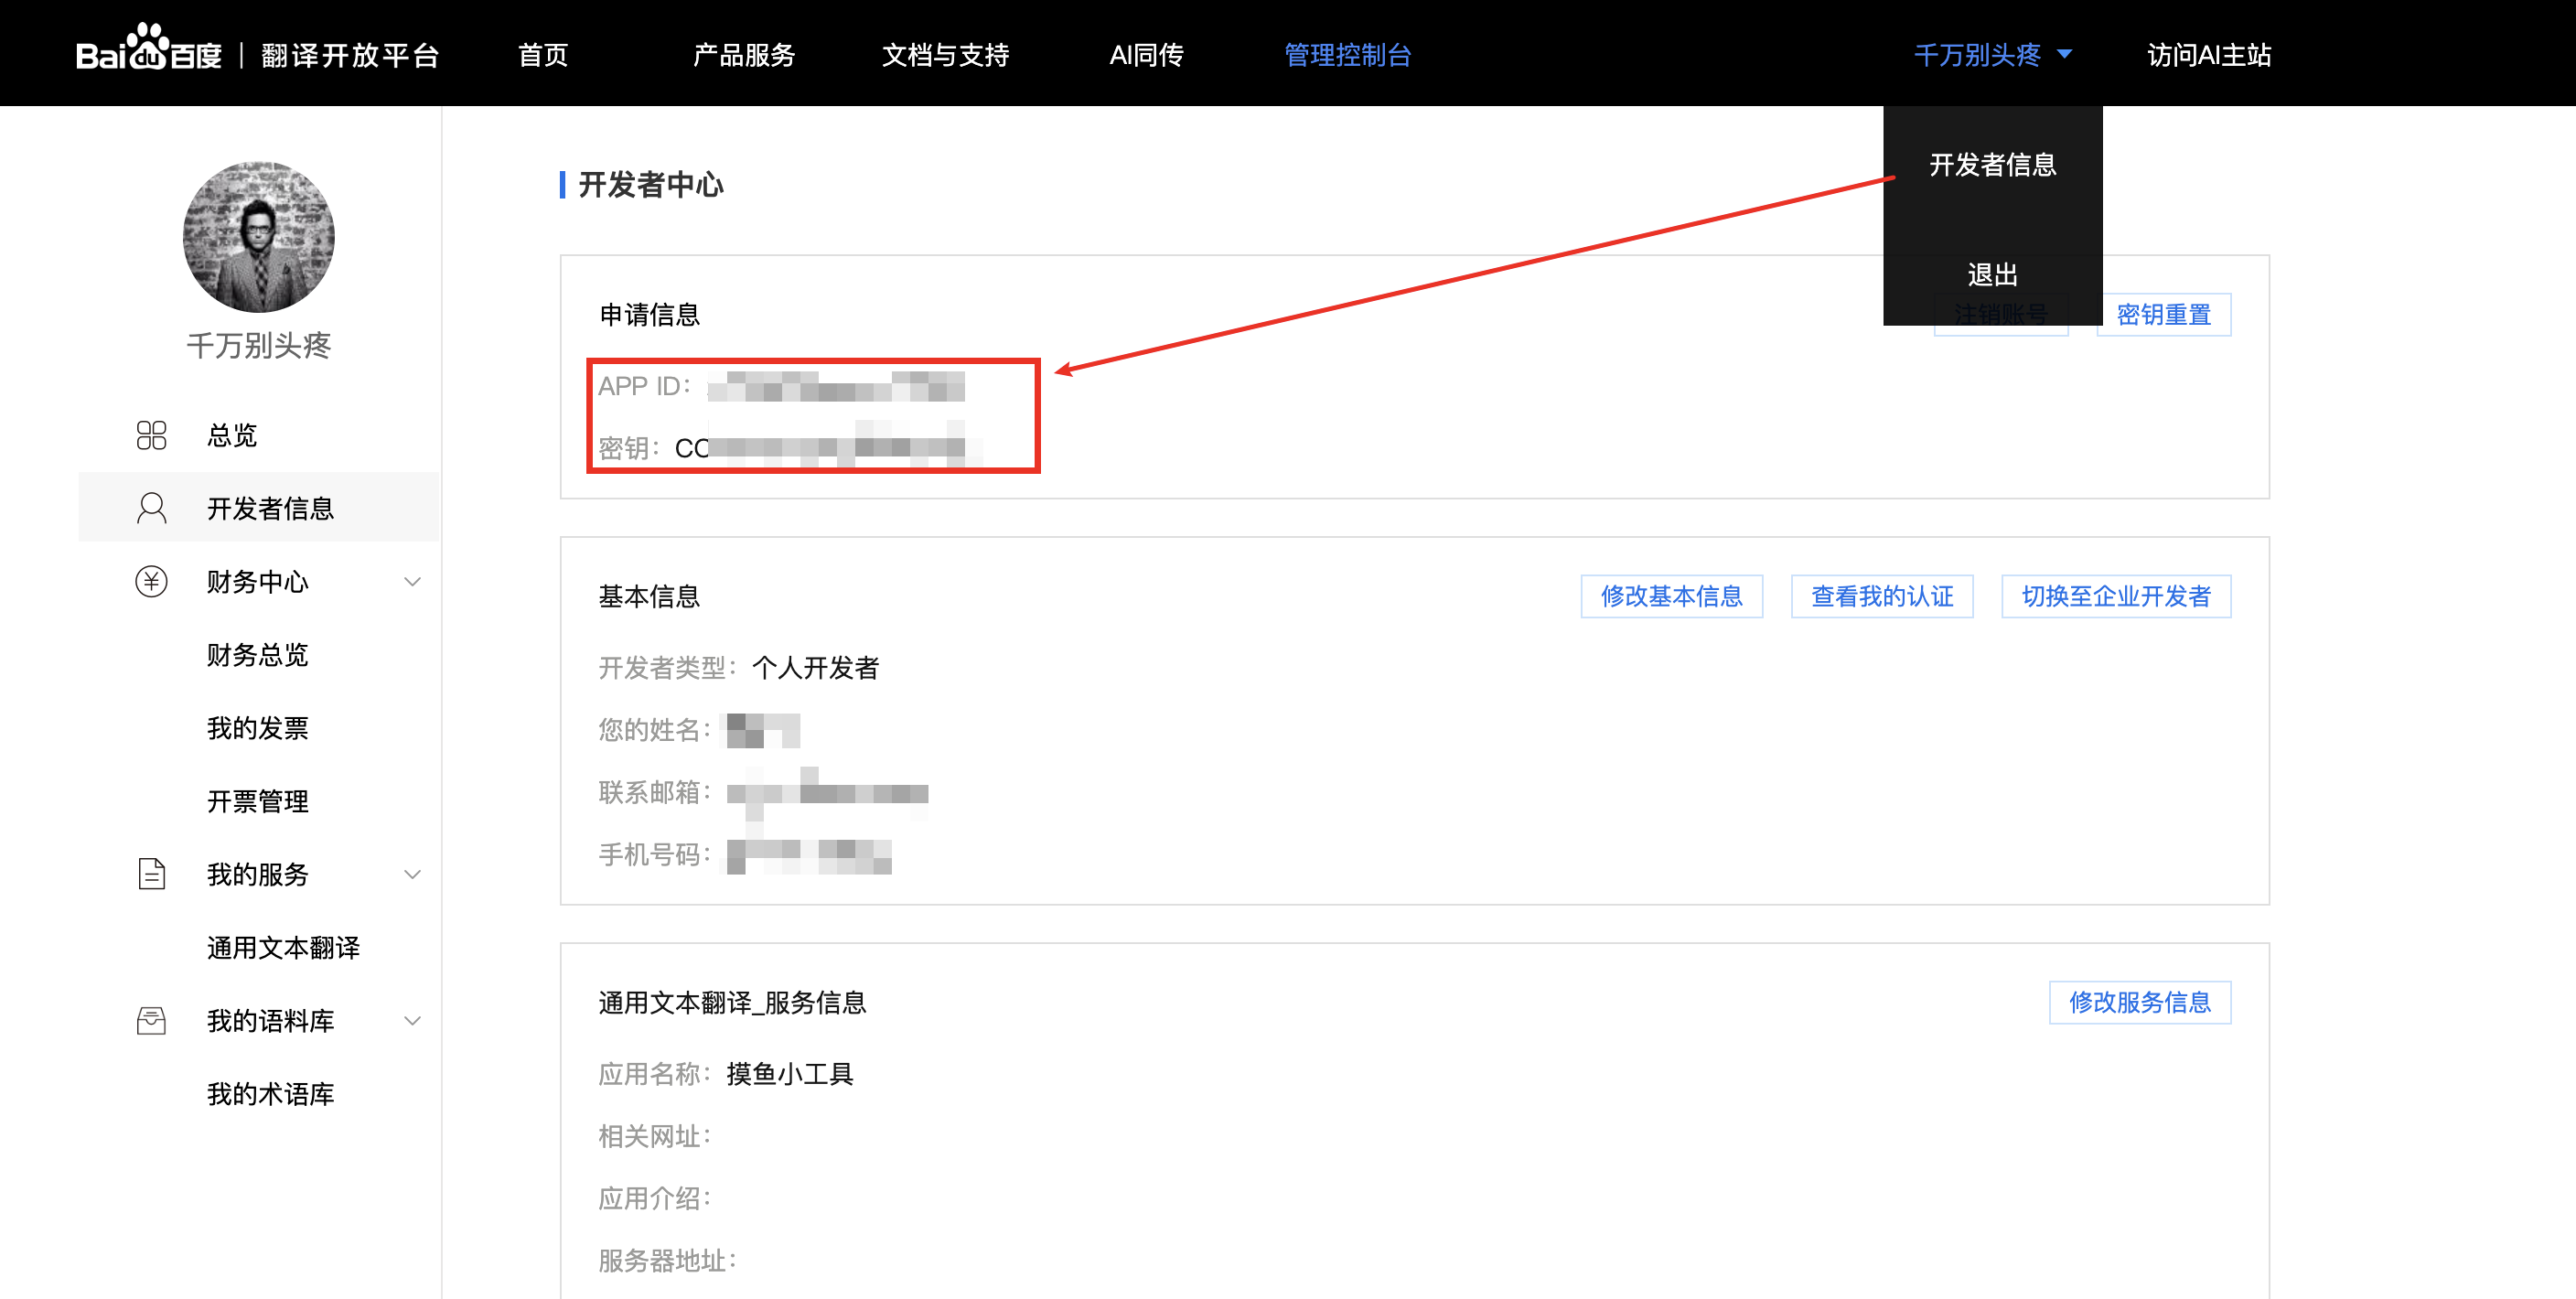 Bai du 百度 | 翻译开放平台
首页
产品服务
文档与支持
AI同传
管理控制台
千万别头疼
访问AI主站
开发者信息
退出
千万别头疼
总览
开发者信息
财务中心
财务总览
我的发票
开票管理
我的服务
通用文本翻译
我的语料库
我的术语库
开发者中心
申请信息
注销账号
密钥重置
APP ID：
密钥：CC
基本信息
修改基本信息
查看我的认证
切换至企业开发者
开发者类型：个人开发者
您的姓名：
联系邮箱：
手机号码：
通用文本翻译_服务信息
修改服务信息
应用名称：摸鱼小工具
相关网址：
应用介绍：
服务器地址：